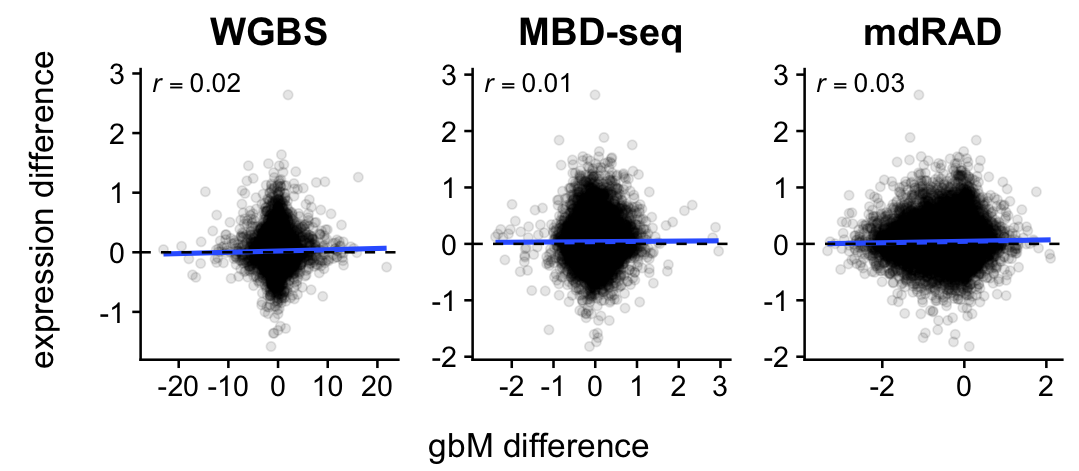 WGBS MBD-seq mdRAD
expression difference
r = 0.02
3
2
1
0
-1
-20 -10 0 10 20
r = 0.01
3
2
1
0
-1
-2
-2 -1 0 1 2 3
r = 0.03
3
2
1
0
-1
-2
-2 0 2
gbM difference